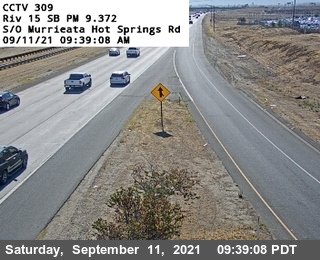 CCTV 309
Riv 15 SB PM 9.372
S/O Murrieata Hot Springs Rd
09/11/21 09:39:08 AM
Saturday, September 11, 2021 09:39:08 PDT